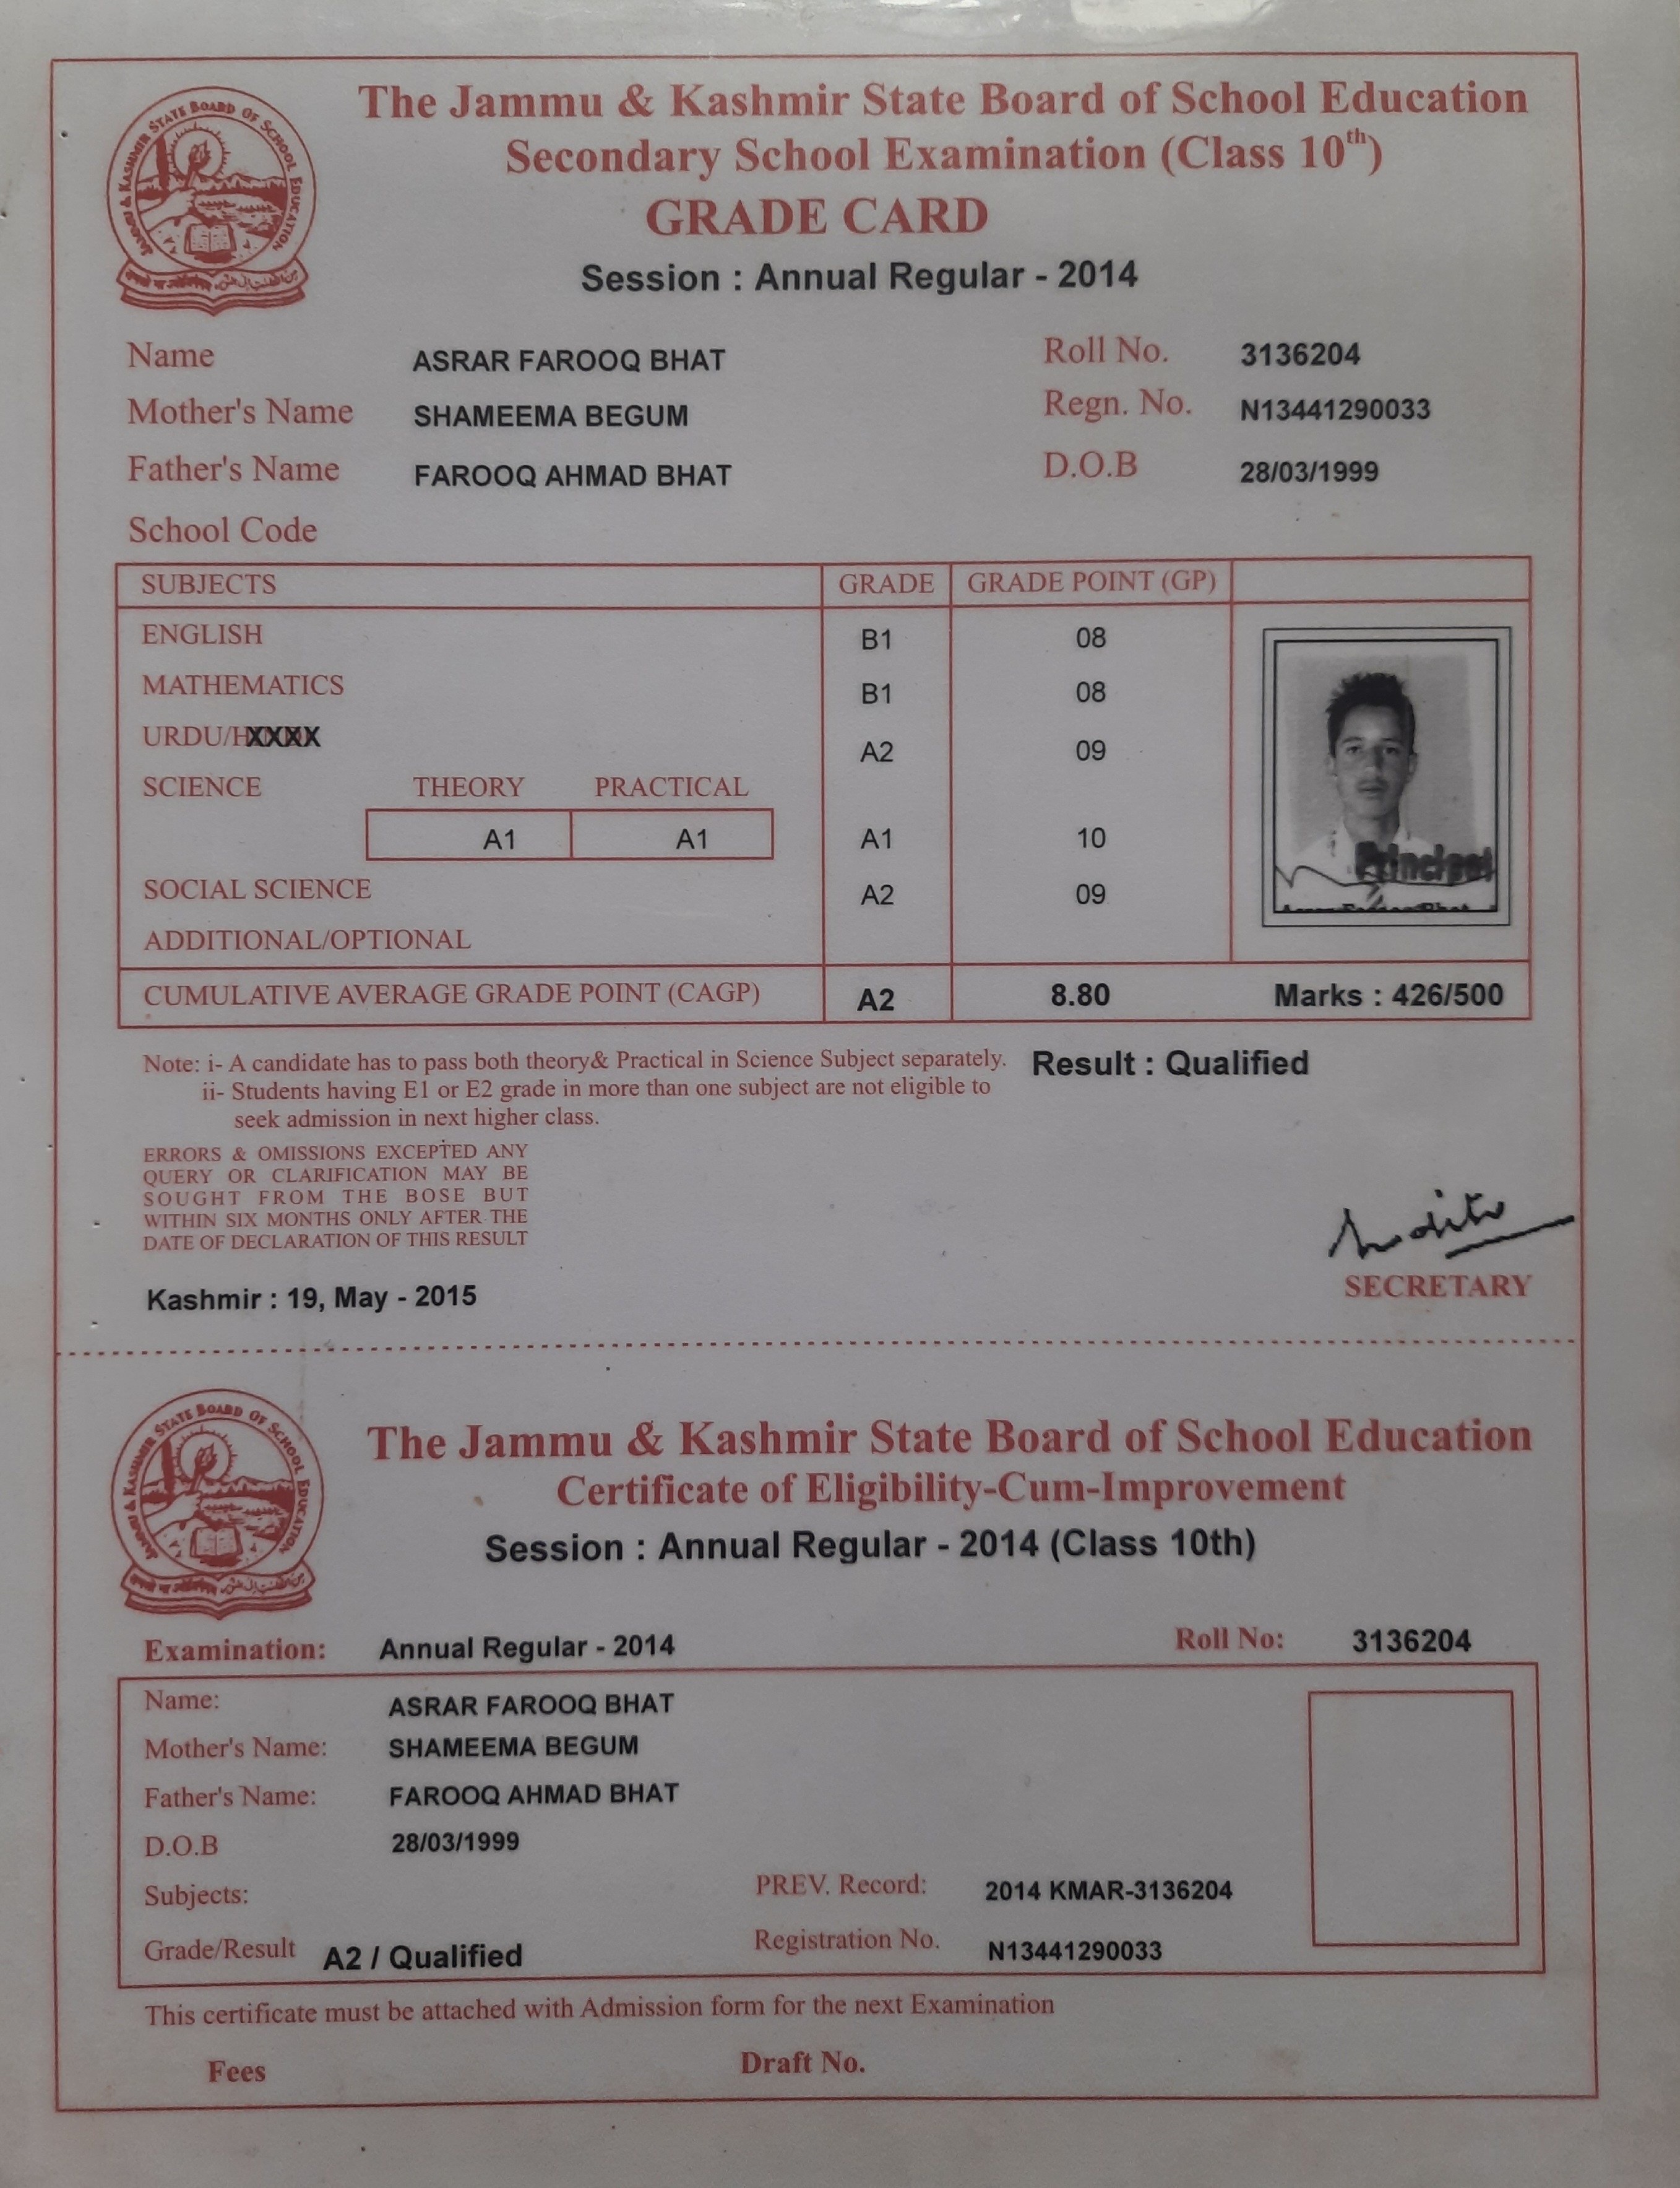 JAMMU & KASHMIR STATE BOARD OF SCHOOL EDUCATION
The Jammu & Kashmir State Board of School Education
Secondary School Examination (Class 10th)
GRADE CARD
Session : Annual Regular - 2014
Name ASRAR FAROOQ BHAT Roll No. 3136204
Mother's Name SHAMEEMA BEGUM Regn. No. N13441290033
Father's Name FAROOQ AHMAD BHAT D.O.B 28/03/1999
School Code
SUBJECTS GRADE GRADE POINT (GP)
ENGLISH B1 08
MATHEMATICS B1 08
URDU/HXXXX A2 09
SCIENCE THEORY PRACTICAL
A1 A1 A1 10
Principal
SOCIAL SCIENCE A2 09
ADDITIONAL/OPTIONAL
CUMULATIVE AVERAGE GRADE POINT (CAGP) A2 8.80 Marks : 426/500
Note: i- A candidate has to pass both theory& Practical in Science Subject separately. Result : Qualified
ii- Students having E1 or E2 grade in more than one subject are not eligible to
seek admission in next higher class.
ERRORS & OMISSIONS EXCEPTED ANY
QUERY OR CLARIFICATION MAY BE
SOUGHT FROM THE BOSE BUT
WITHIN SIX MONTHS ONLY AFTER THE
DATE OF DECLARATION OF THIS RESULT
SECRETARY
Kashmir : 19, May - 2015
JAMMU & KASHMIR STATE BOARD OF SCHOOL EDUCATION
The Jammu & Kashmir State Board of School Education
Certificate of Eligibility-Cum-Improvement
Session : Annual Regular - 2014 (Class 10th)
Examination: Annual Regular - 2014 Roll No: 3136204
Name: ASRAR FAROOQ BHAT
Mother's Name: SHAMEEMA BEGUM
Father's Name: FAROOQ AHMAD BHAT
D.O.B 28/03/1999
Subjects: PREV. Record: 2014 KMAR-3136204
Grade/Result A2 / Qualified Registration No. N13441290033
This certificate must be attached with Admission form for the next Examination
Fees Draft No.